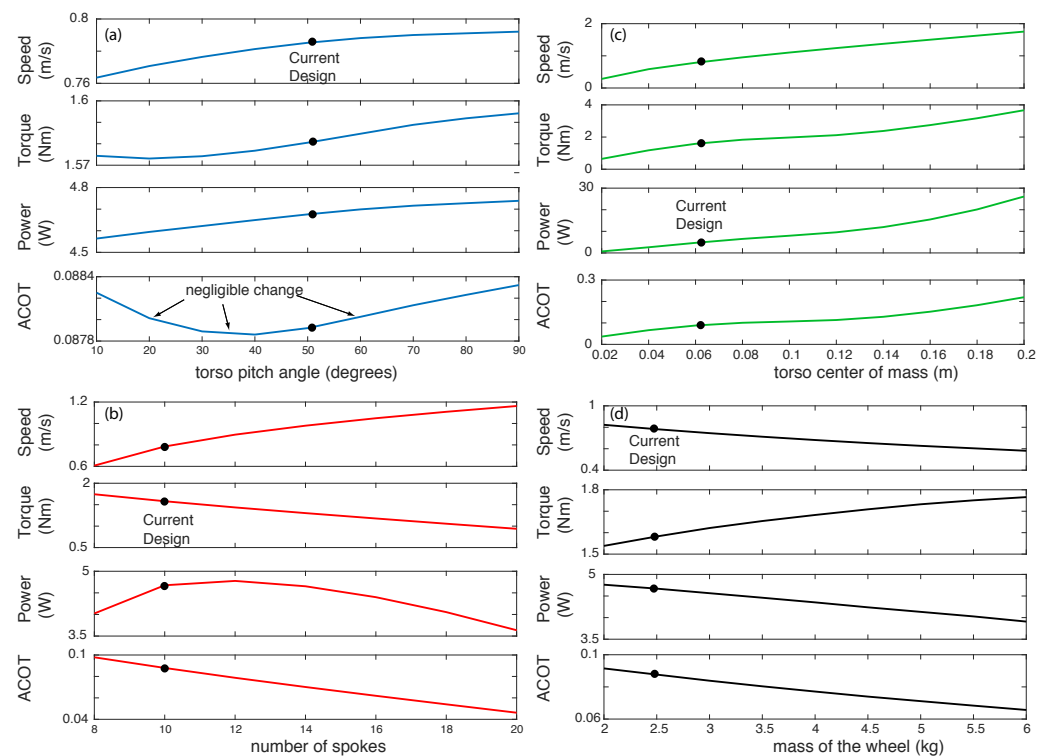 (a)
0.8
Speed
(m/s)
0.76
Current
Design
1.6
Torque
(Nm)
1.57
4.8
Power
(W)
4.5
0.0884
ACOT
0.0878
negligible change
10 20 30 40 50 60 70 80 90
torso pitch angle (degrees)
(c)
2
Speed
(m/s)
0
4
Torque
(Nm)
2
0
30
Power
(W)
0
Current
Design
0.3
ACOT
0
0.02 0.04 0.06 0.08 0.1 0.12 0.14 0.16 0.18 0.2
torso center of mass (m)
(b)
1.2
Speed
(m/s)
0.6
2
Torque
(Nm)
0.5
Current
Design
5
Power
(W)
3.5
0.1
ACOT
0.04
8 10 12 14 16 18 20
number of spokes
(d)
1
Speed
(m/s)
0.4
Current
Design
1.8
Torque
(Nm)
1.5
5
Power
(W)
3.5
0.1
ACOT
0.06
2 2.5 3 3.5 4 4.5 5 5.5 6
mass of the wheel (kg)